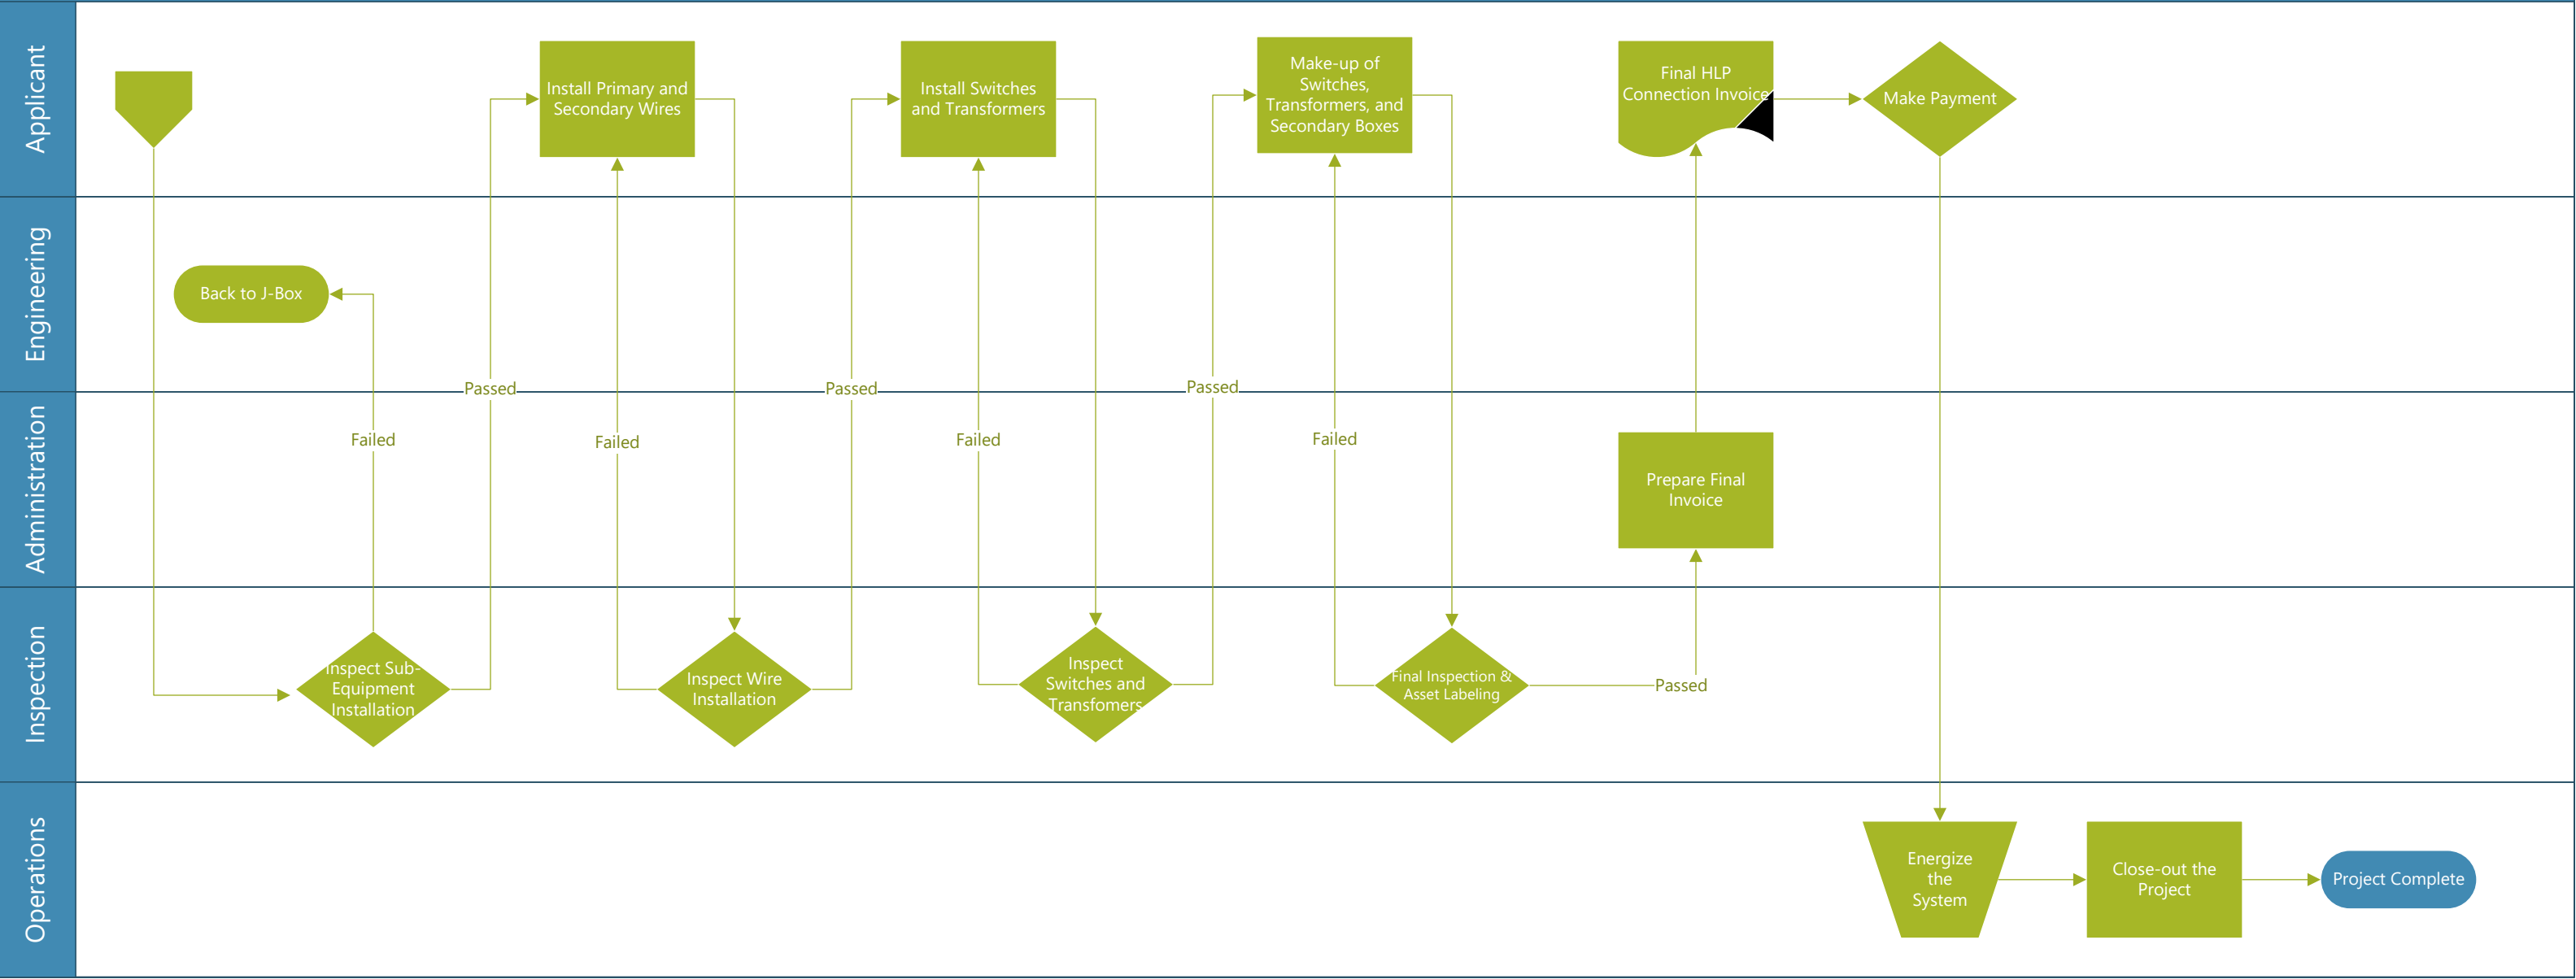 Applicant
Install Primary and
Secondary Wires
Install Switches
and Transformers
Make-up of
Switches,
Transformers, and
Secondary Boxes
Final HLP
Connection Invoice
Make Payment
Engineering
Back to J-Box
Passed
Passed
Passed
Administration
Failed
Failed
Failed
Failed
Prepare Final
Invoice
Inspection
Inspect Sub-
Equipment
Installation
Inspect Wire
Installation
Inspect
Switches and
Transfomers
Final Inspection &
Asset Labeling
Passed
Operations
Energize
the
System
Close-out the
Project
Project Complete